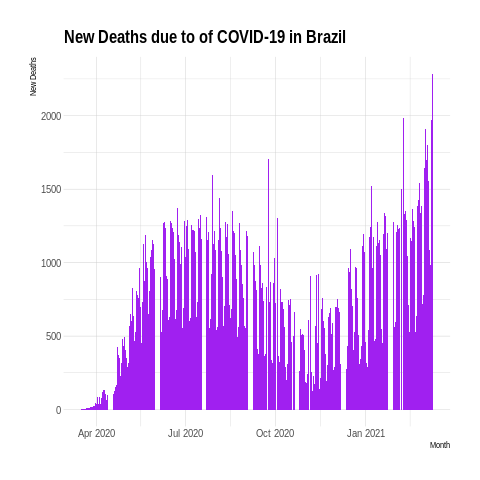 New Deaths due to of COVID-19 in Brazil
New Deaths
2000
1500
1000
500
0
Apr 2020 Jul 2020 Oct 2020 Jan 2021
Month